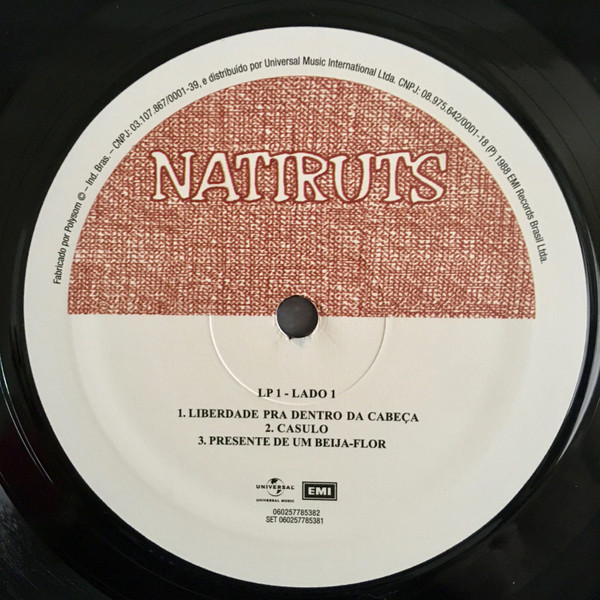 Fabricado por Polysom © – Ind. Bras. – CNPJ: 03.107.867/0001-39, e distribuído por Universal Music International Ltda. CNPJ: 08.975.642/0001-18 (P) 1988 EMI Records Brasil Ltda.
NATIRUTS
LP 1 - LADO 1
1. LIBERDADE PRA DENTRO DA CABEÇA
2. CASULO
3. PRESENTE DE UM BEIJA-FLOR
UNIVERSAL EMI
UNIVERSAL MUSIC
060257785382
SET 060257785381